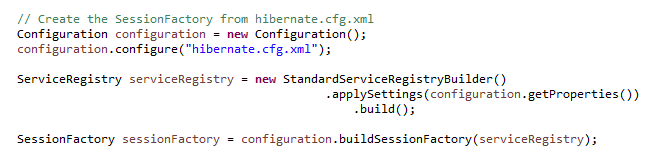 // Create the SessionFactory from hibernate.cfg.xml
Configuration configuration = new Configuration();
configuration.configure("hibernate.cfg.xml");
ServiceRegistry serviceRegistry = new StandardServiceRegistryBuilder()
.applySettings(configuration.getProperties())
.build();
SessionFactory sessionFactory = configuration.buildSessionFactory(serviceRegistry);